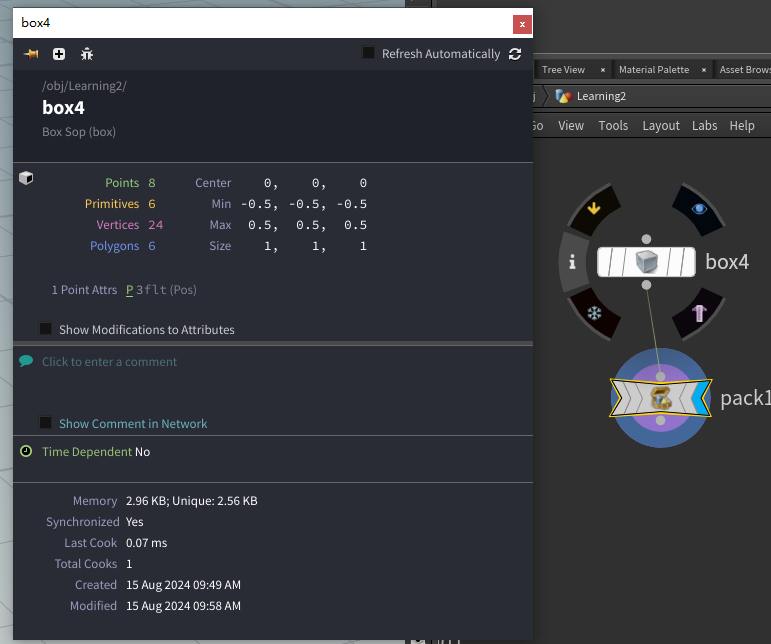 box4
Refresh Automatically
/obj/Learning2/
box4
Box Sop (box)
Points 8 Center 0, 0, 0
Primitives 6 Min -0.5, -0.5, -0.5
Vertices 24 Max 0.5, 0.5, 0.5
Polygons 6 Size 1, 1, 1
1 Point Attrs P 3flt (Pos)
Show Modifications to Attributes
Click to enter a comment
Show Comment in Network
Time Dependent No
Memory 2.96 KB; Unique: 2.56 KB
Synchronized Yes
Last Cook 0.07 ms
Total Cooks 1
Created 15 Aug 2024 09:49 AM
Modified 15 Aug 2024 09:58 AM
Tree View × Material Palette × Asset Brows
Learning2
Go View Tools Layout Labs Help
box4
pack1